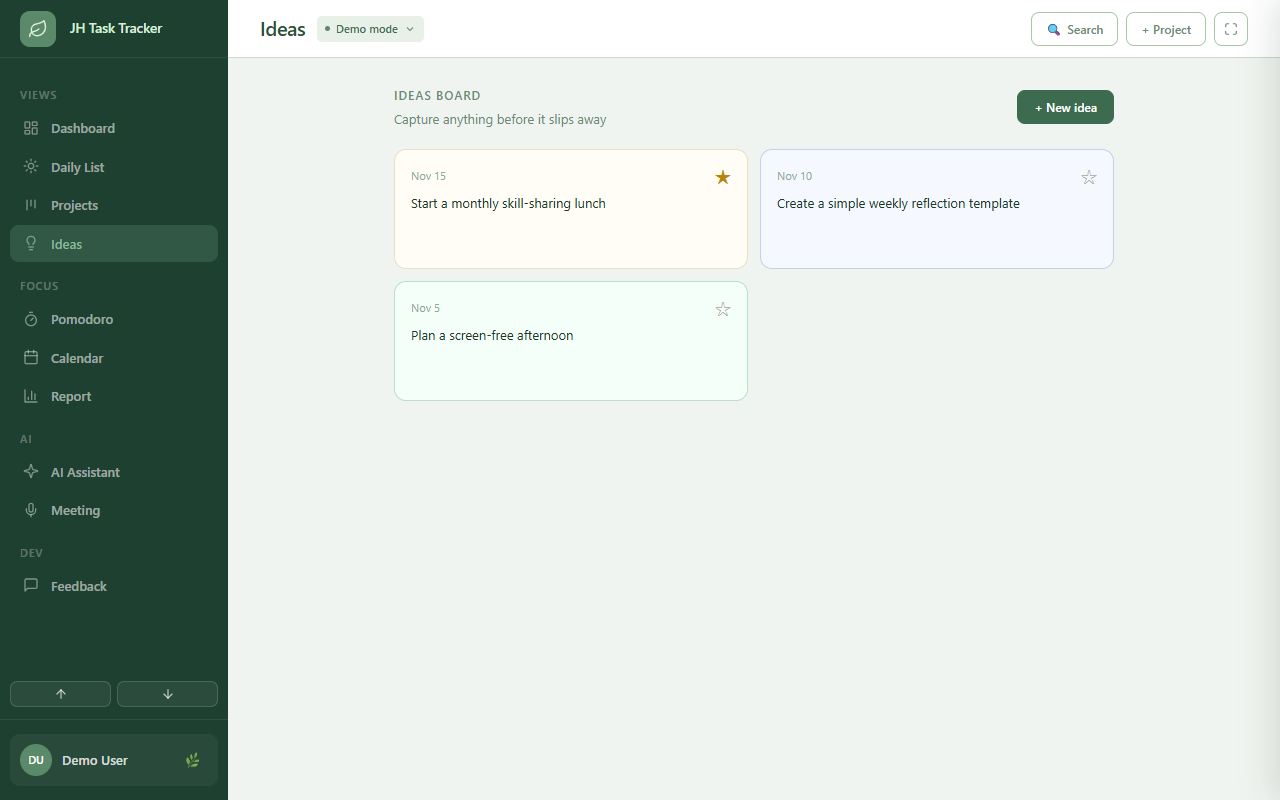 JH Task Tracker
VIEWS
Dashboard
Daily List
Projects
Ideas
FOCUS
Pomodoro
Calendar
Report
AI
AI Assistant
Meeting
DEV
Feedback
↑
↓
DU
Demo User
Ideas
Demo mode
Search
+ Project
IDEAS BOARD
Capture anything before it slips away
+ New idea
Nov 15
Start a monthly skill-sharing lunch
Nov 10
Create a simple weekly reflection template
Nov 5
Plan a screen-free afternoon